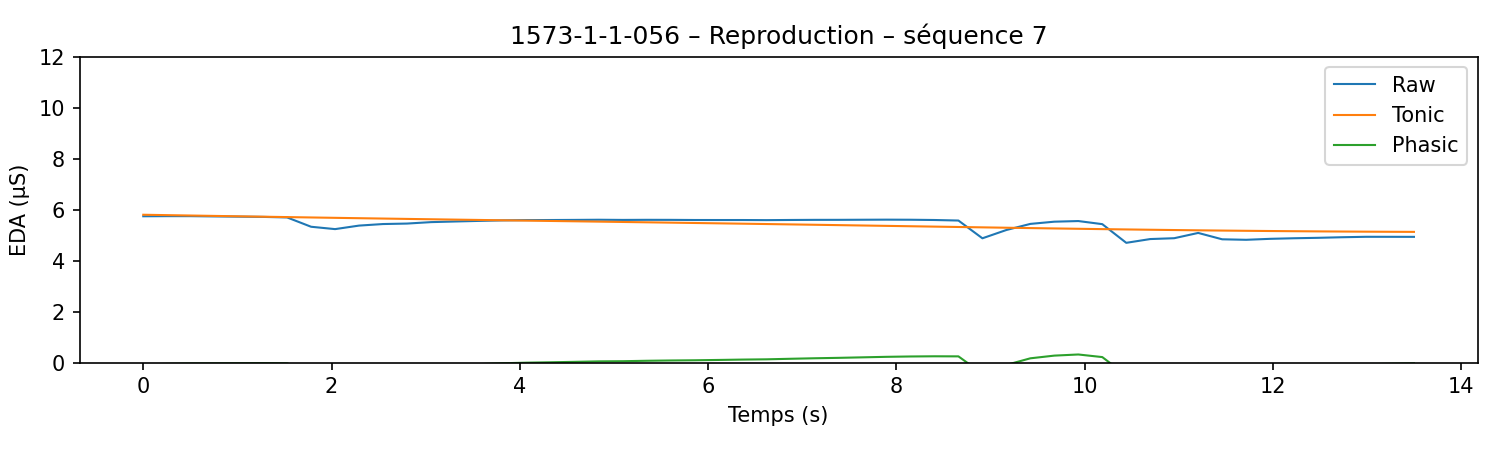 1573-1-1-056 – Reproduction – séquence 7
EDA (µS)
12
10
8
6
4
2
0
Raw
Tonic
Phasic
0 2 4 6 8 10 12 14
Temps (s)